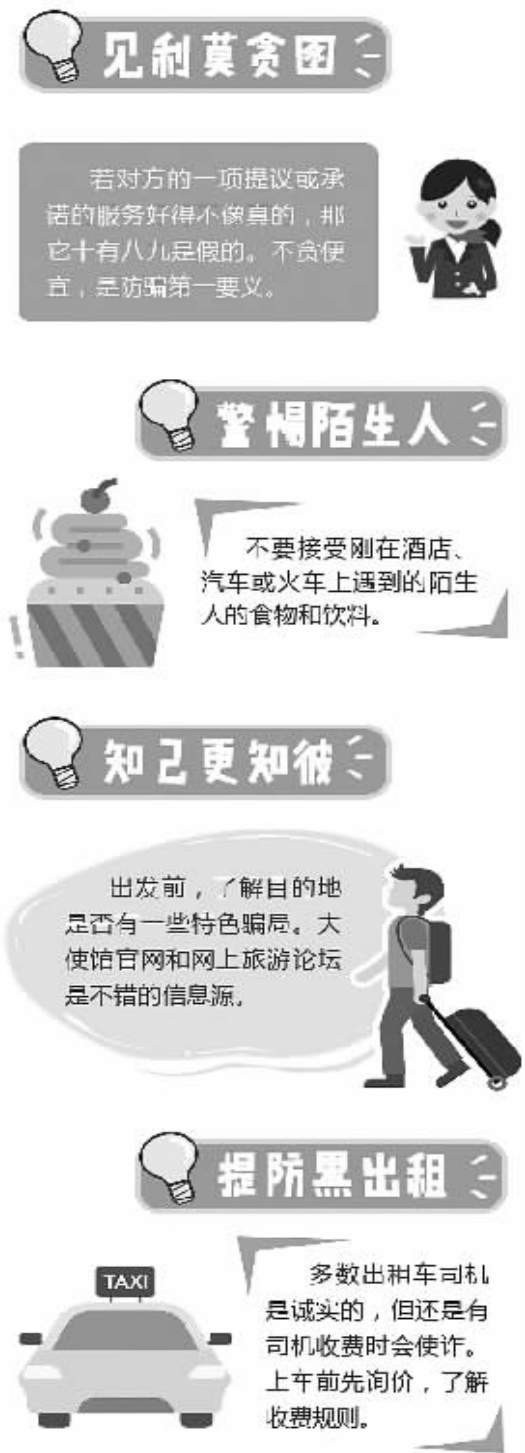 见利莫贪图
若对方的一项提议或承
诺的服务好得不像真的，那
它十有八九是假的。不贪便
宜，是防骗第一要义。
警惕陌生人
不要接受刚在酒店、
汽车或火车上遇到的陌生
人的食物和饮料。
知己更知彼
出发前，了解目的地
是否有一些特色骗局。大
使馆官网和网上旅游论坛
是不错的信息源。
提防黑出租
TAXI
多数出租车司机
是诚实的，但还是有
司机收费时会使诈。
上车前先询价，了解
收费规则。